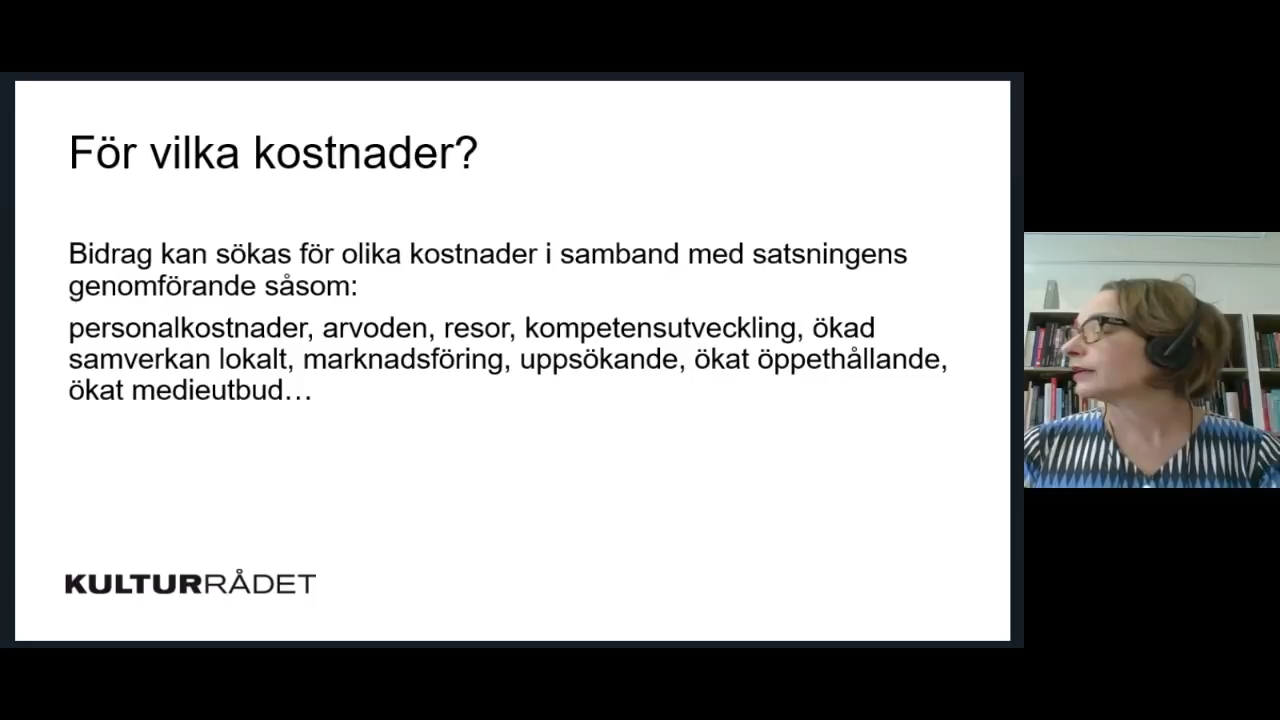 För vilka kostnader?
Bidrag kan sökas för olika kostnader i samband med satsningens
genomförande såsom:
personalkostnader, arvoden, resor, kompetensutveckling, ökad
samverkan lokalt, marknadsföring, uppsökande, ökat öppethållande,
ökat medieutbud…
KULTURRÅDET